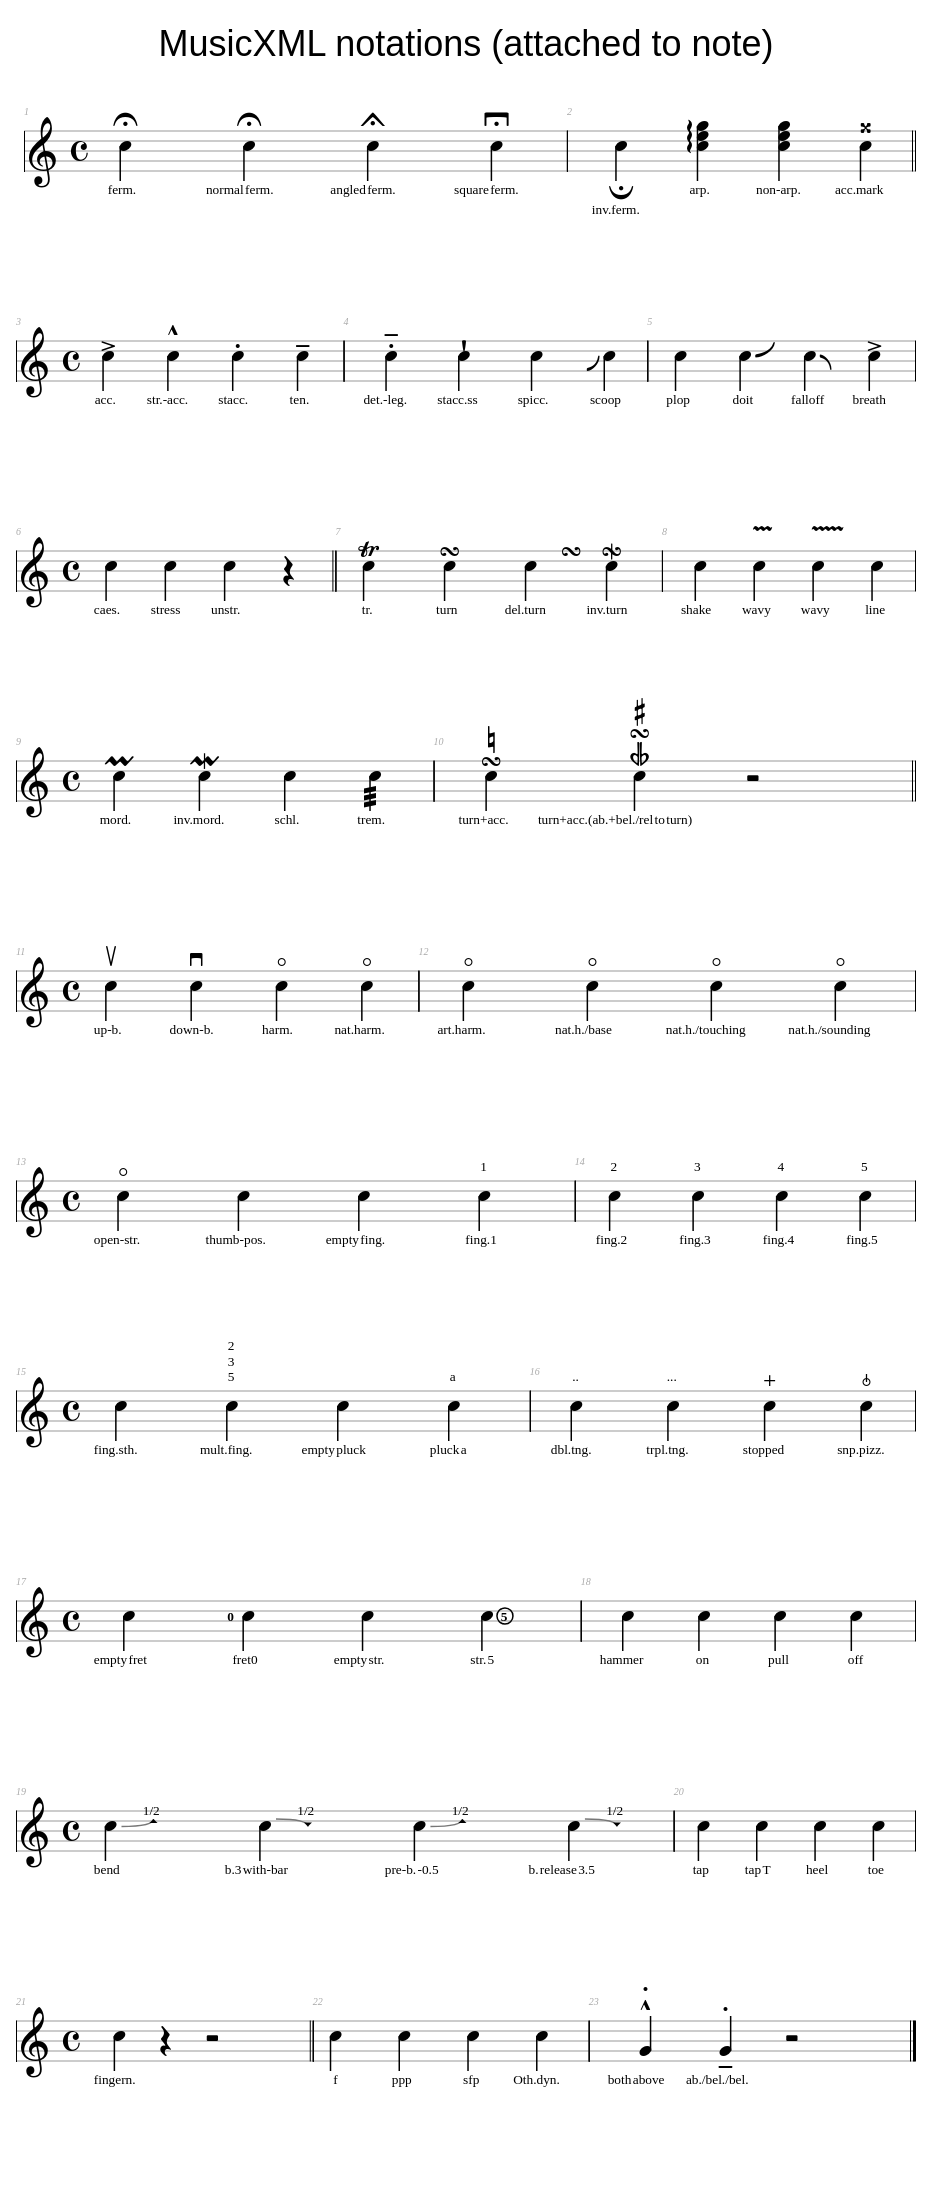 MusicXML notations (attached to note)
1 2
ferm. normal ferm. angled ferm. square ferm. arp. non-arp. acc.mark
inv.ferm.
3 4 5
acc. str.-acc. stacc. ten. det.-leg. stacc.ss spicc. scoop plop doit falloff breath
6 7 8
tr
caes. stress unstr. tr. turn del.turn inv.turn shake wavy wavy line
9 10
mord. inv.mord. schl. trem. turn+acc. turn+acc.(ab.+bel./rel to turn)
11 12
up-b. down-b. harm. nat.harm. art.harm. nat.h./base nat.h./touching nat.h./sounding
13 14
1 2 3 4 5
open-str. thumb-pos. empty fing. fing.1 fing.2 fing.3 fing.4 fing.5
2
3
15 5 a 16 .. ...
fing.sth. mult.fing. empty pluck pluck a dbl.tng. trpl.tng. stopped snp.pizz.
17 18
0 5
empty fret fret0 empty str. str. 5 hammer on pull off
19 20
1/2 1/2 1/2 1/2
bend b.3 with-bar pre-b. -0.5 b. release 3.5 tap tap T heel toe
21 22 23
fingern. f ppp sfp Oth.dyn. both above ab./bel./bel.